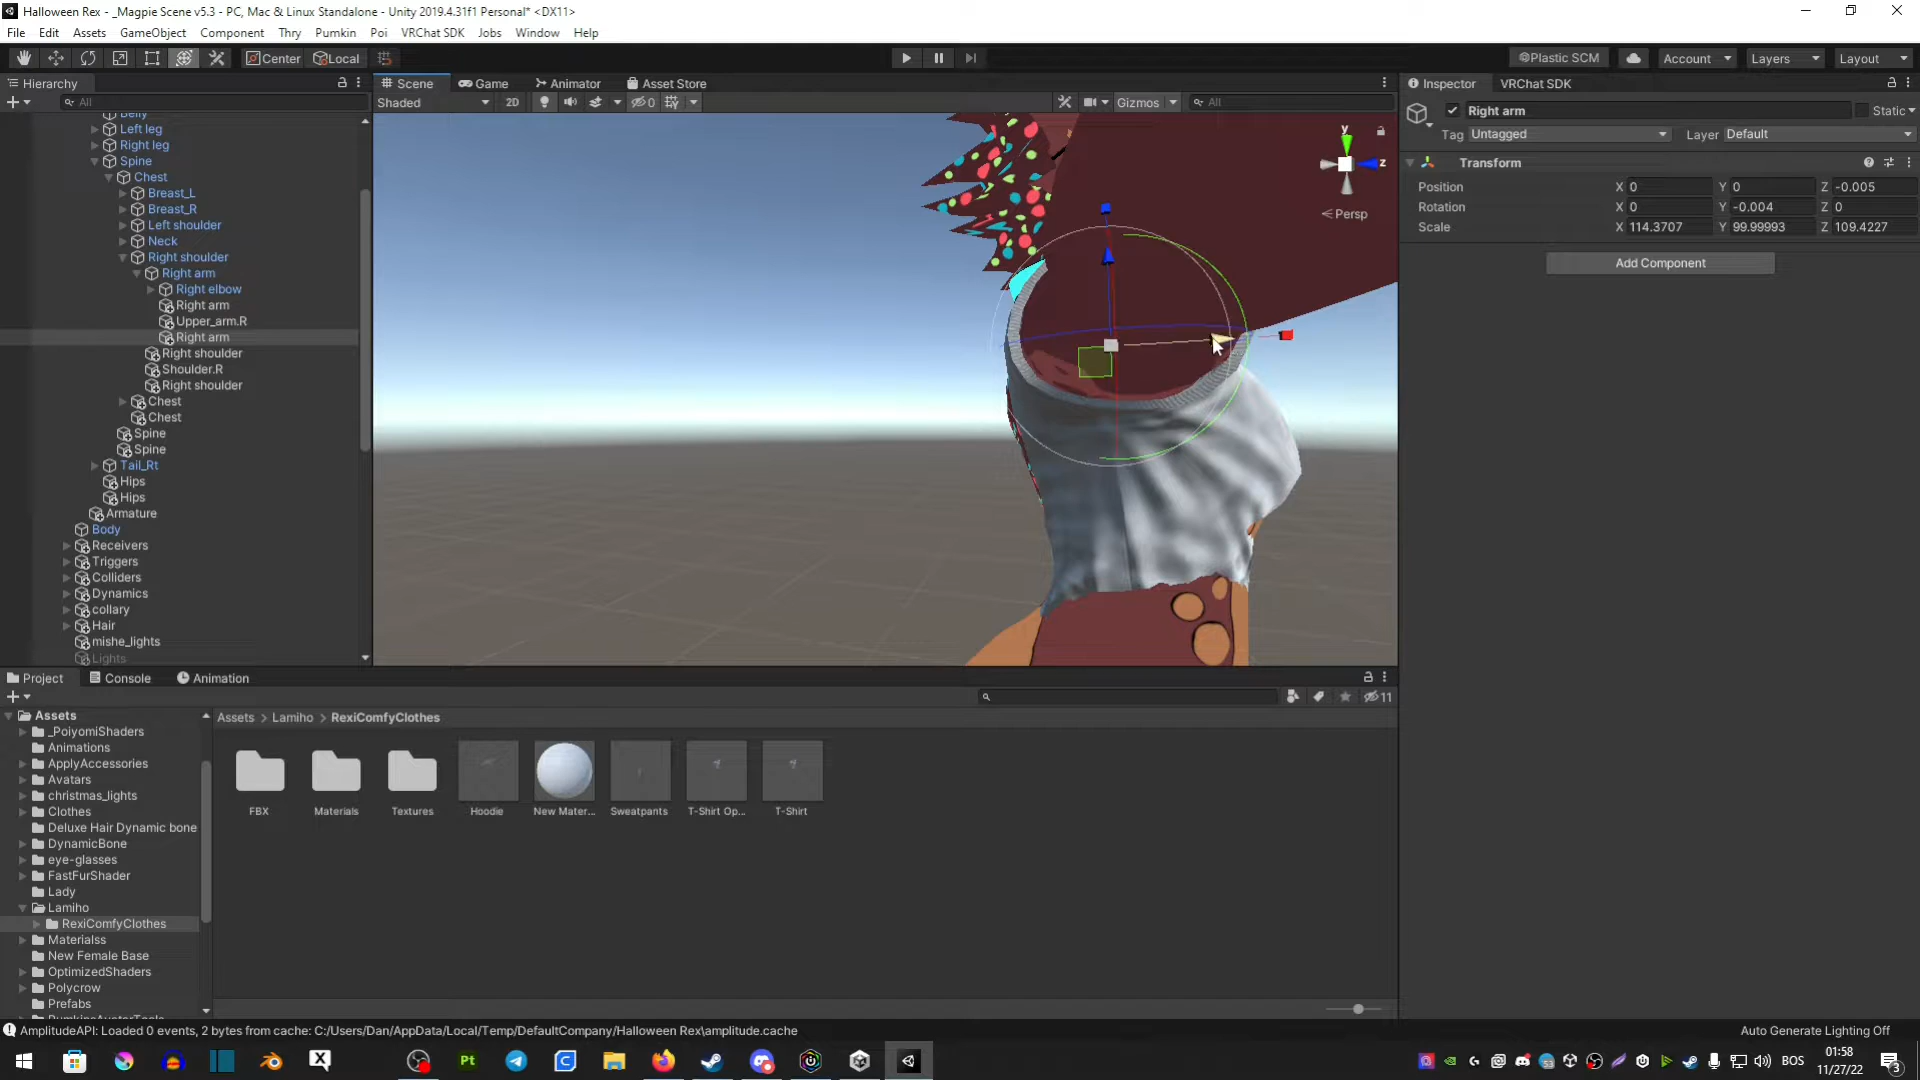 Halloween Rex - _Magpie Scene v5.3 - PC, Mac & Linux Standalone - Unity 2019.4.31f1 Personal* <DX11>
File Edit Assets GameObject Component Thry Pumkin Poi VRChat SDK Jobs Window Help
Center Local Plastic SCM Account Layers Layout
Hierarchy
All
Belly
Left leg
Right leg
Spine
Chest
Breast_L
Breast_R
Left shoulder
Neck
Right shoulder
Right arm
Right elbow
Right arm
Upper_arm.R
Right arm
Right shoulder
Shoulder.R
Right shoulder
Chest
Chest
Spine
Spine
Tail_Rt
Hips
Hips
Armature
Body
Receivers
Triggers
Colliders
Dynamics
collary
Hair
mishe_lights
Lights
Scene Game Animator Asset Store
Shaded 2D 0 Gizmos All
y
z
Persp
Inspector VRChat SDK
Right arm Static
Tag Untagged Layer Default
Transform
Position X 0 Y 0 Z -0.005
Rotation X 0 Y -0.004 Z 0
Scale X 114.3707 Y 99.99993 Z 109.4227
Add Component
Project Console Animation
11
Assets
_PoiyomiShaders
Animations
ApplyAccessories
Avatars
christmas_lights
Clothes
Deluxe Hair Dynamic bone
DynamicBone
eye-glasses
FastFurShader
Lady
Lamiho
RexiComfyClothes
Materialss
New Female Base
OptimizedShaders
Polycrow
Prefabs
Assets > Lamiho > RexiComfyClothes
FBX Materials Textures Hoodie New Mater... Sweatpants T-Shirt Op... T-Shirt
AmplitudeAPI: Loaded 0 events, 2 bytes from cache: C:/Users/Dan/AppData/Local/Temp/DefaultCompany/Halloween Rex\amplitude.cache
Auto Generate Lighting Off
Pt
BOS
01:58
11/27/22
3